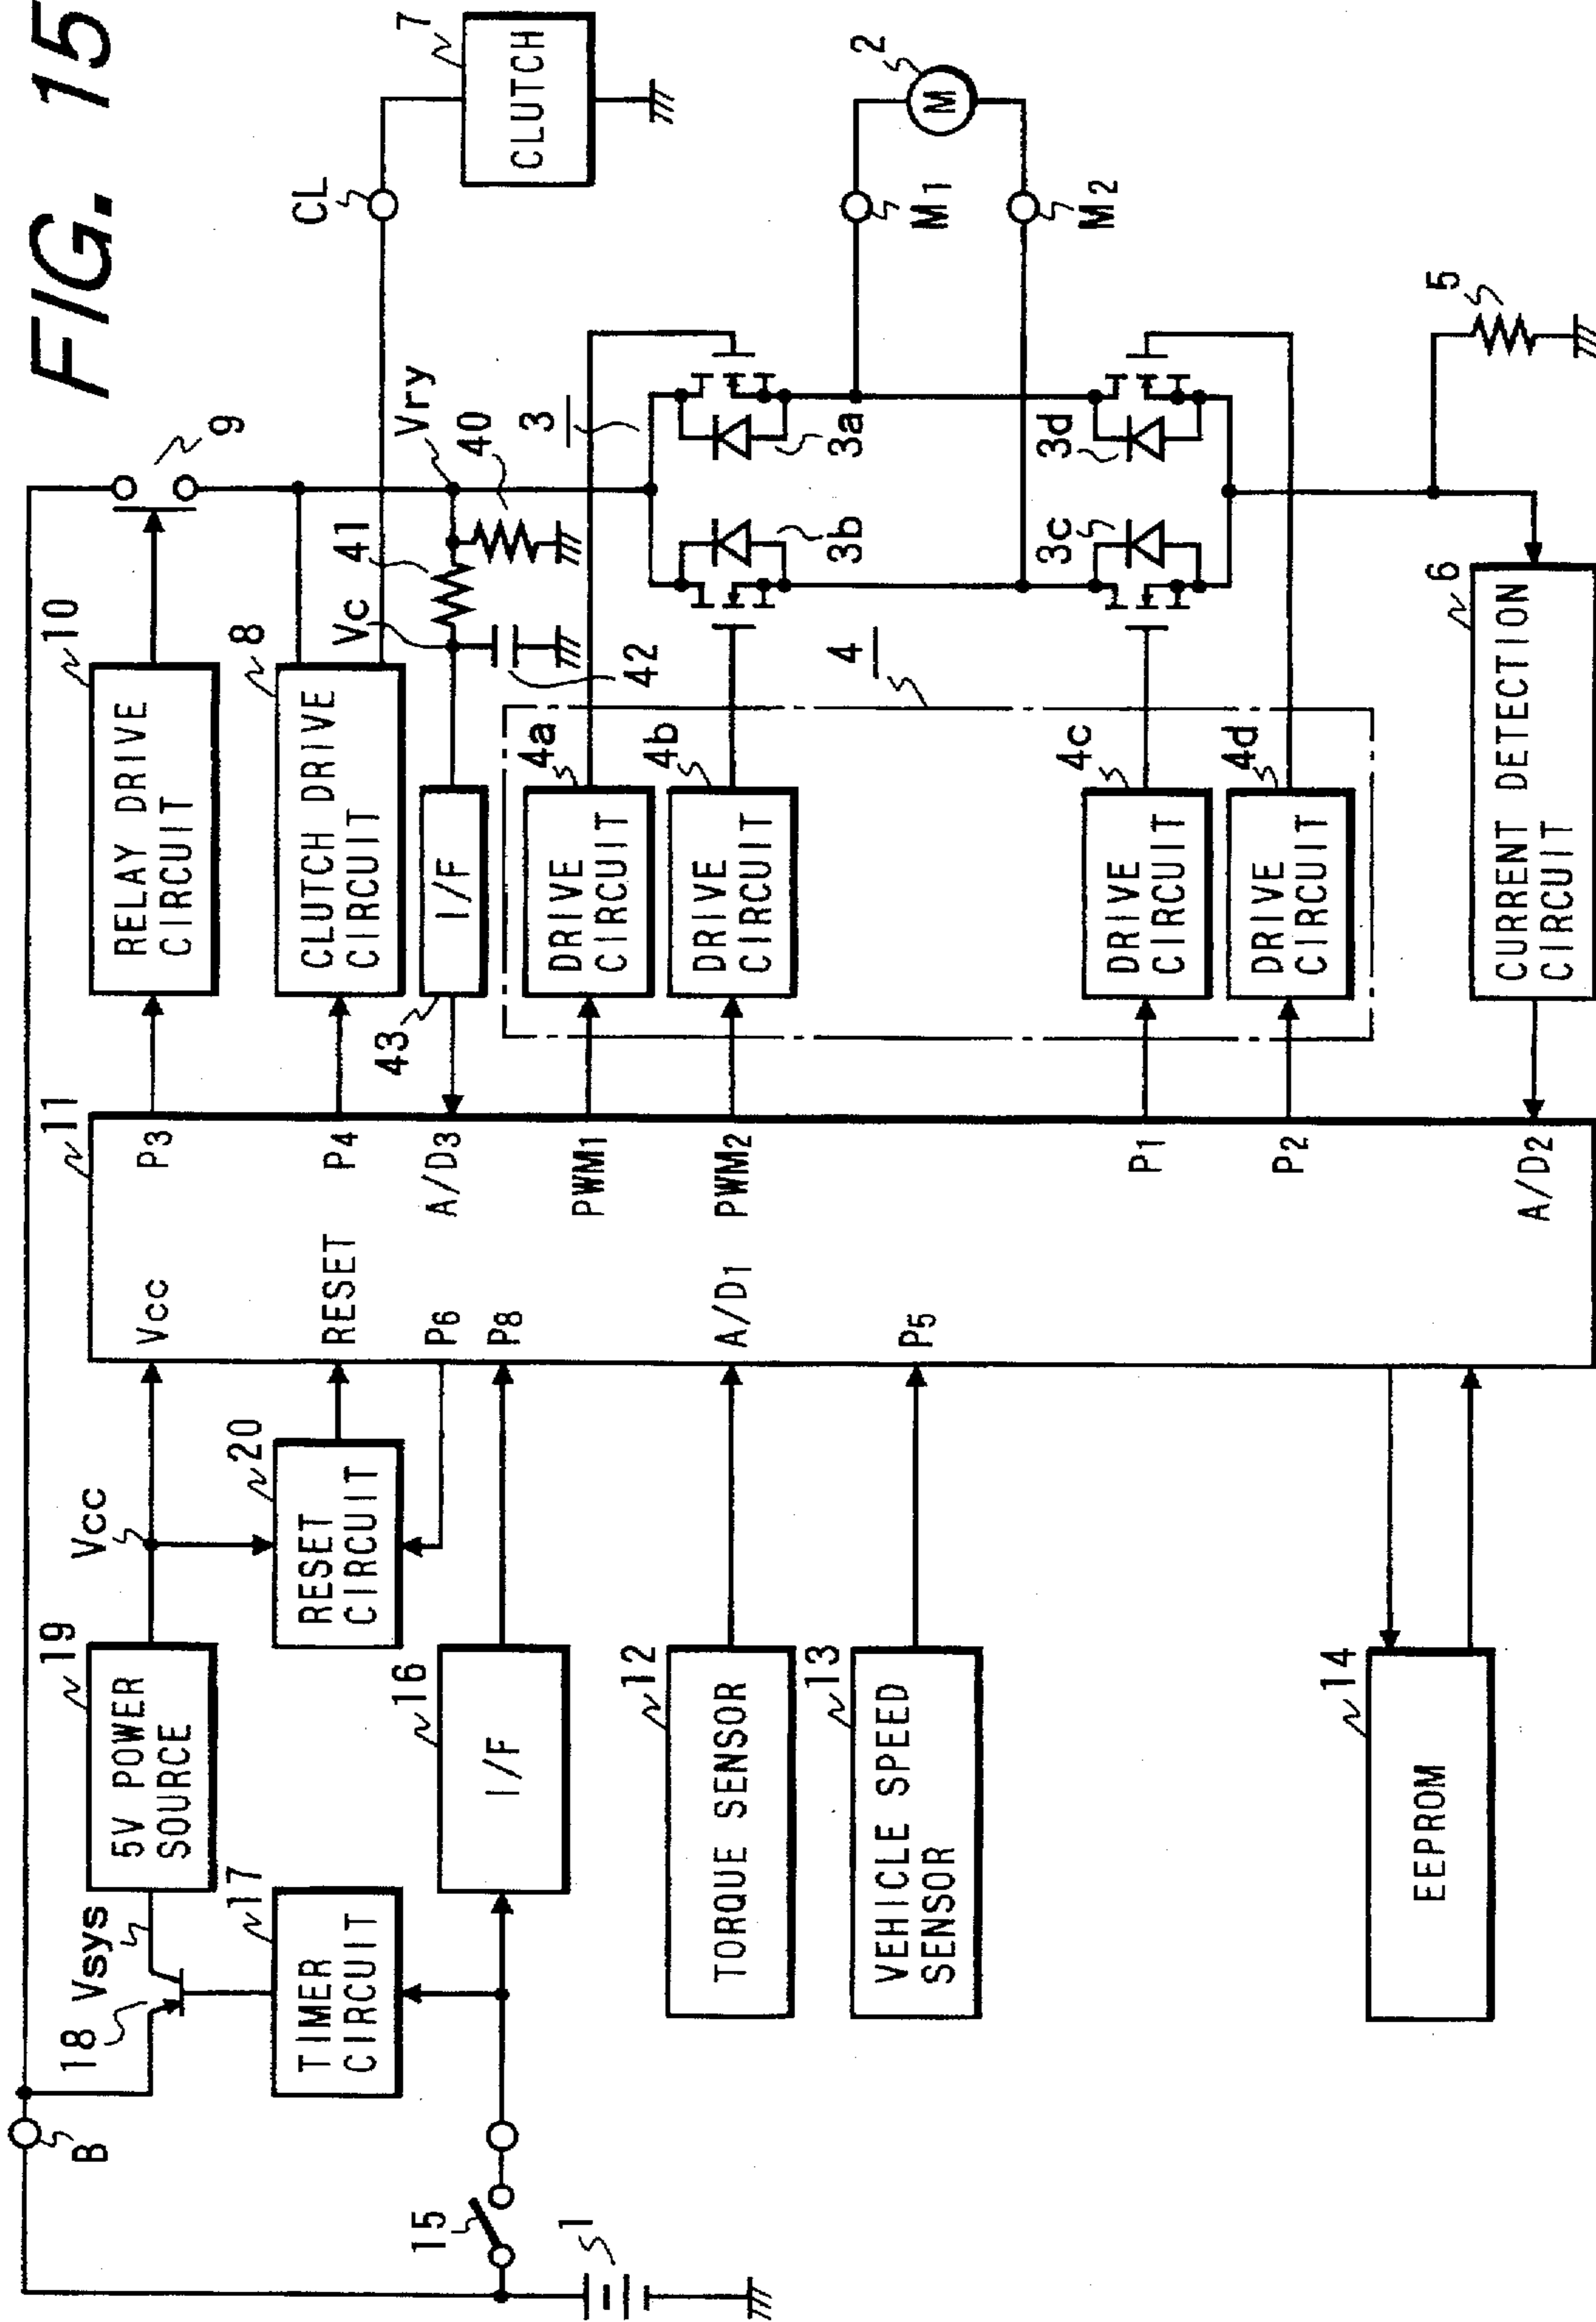 FIG. 15
B
18
Vsys
19
5V POWER
SOURCE
Vcc
11
Vcc
P3
10
RELAY DRIVE
CIRCUIT
9
17
TIMER
CIRCUIT
20
RESET
CIRCUIT
RESET
P4
8
CLUTCH DRIVE
CIRCUIT
CL
7
CLUTCH
15
1
16
I/F
P6
P8
A/D3
43
I/F
Vc
41
Vry
40
42
3
4
4a
DRIVE
CIRCUIT
PWM1
4b
DRIVE
CIRCUIT
PWM2
3a
3b
M1
2
M
M2
12
TORQUE SENSOR
A/D1
13
VEHICLE SPEED
SENSOR
P5
3c
3d
P1
4c
DRIVE
CIRCUIT
P2
4d
DRIVE
CIRCUIT
14
EEPROM
A/D2
6
CURRENT DETECTION
CIRCUIT
5